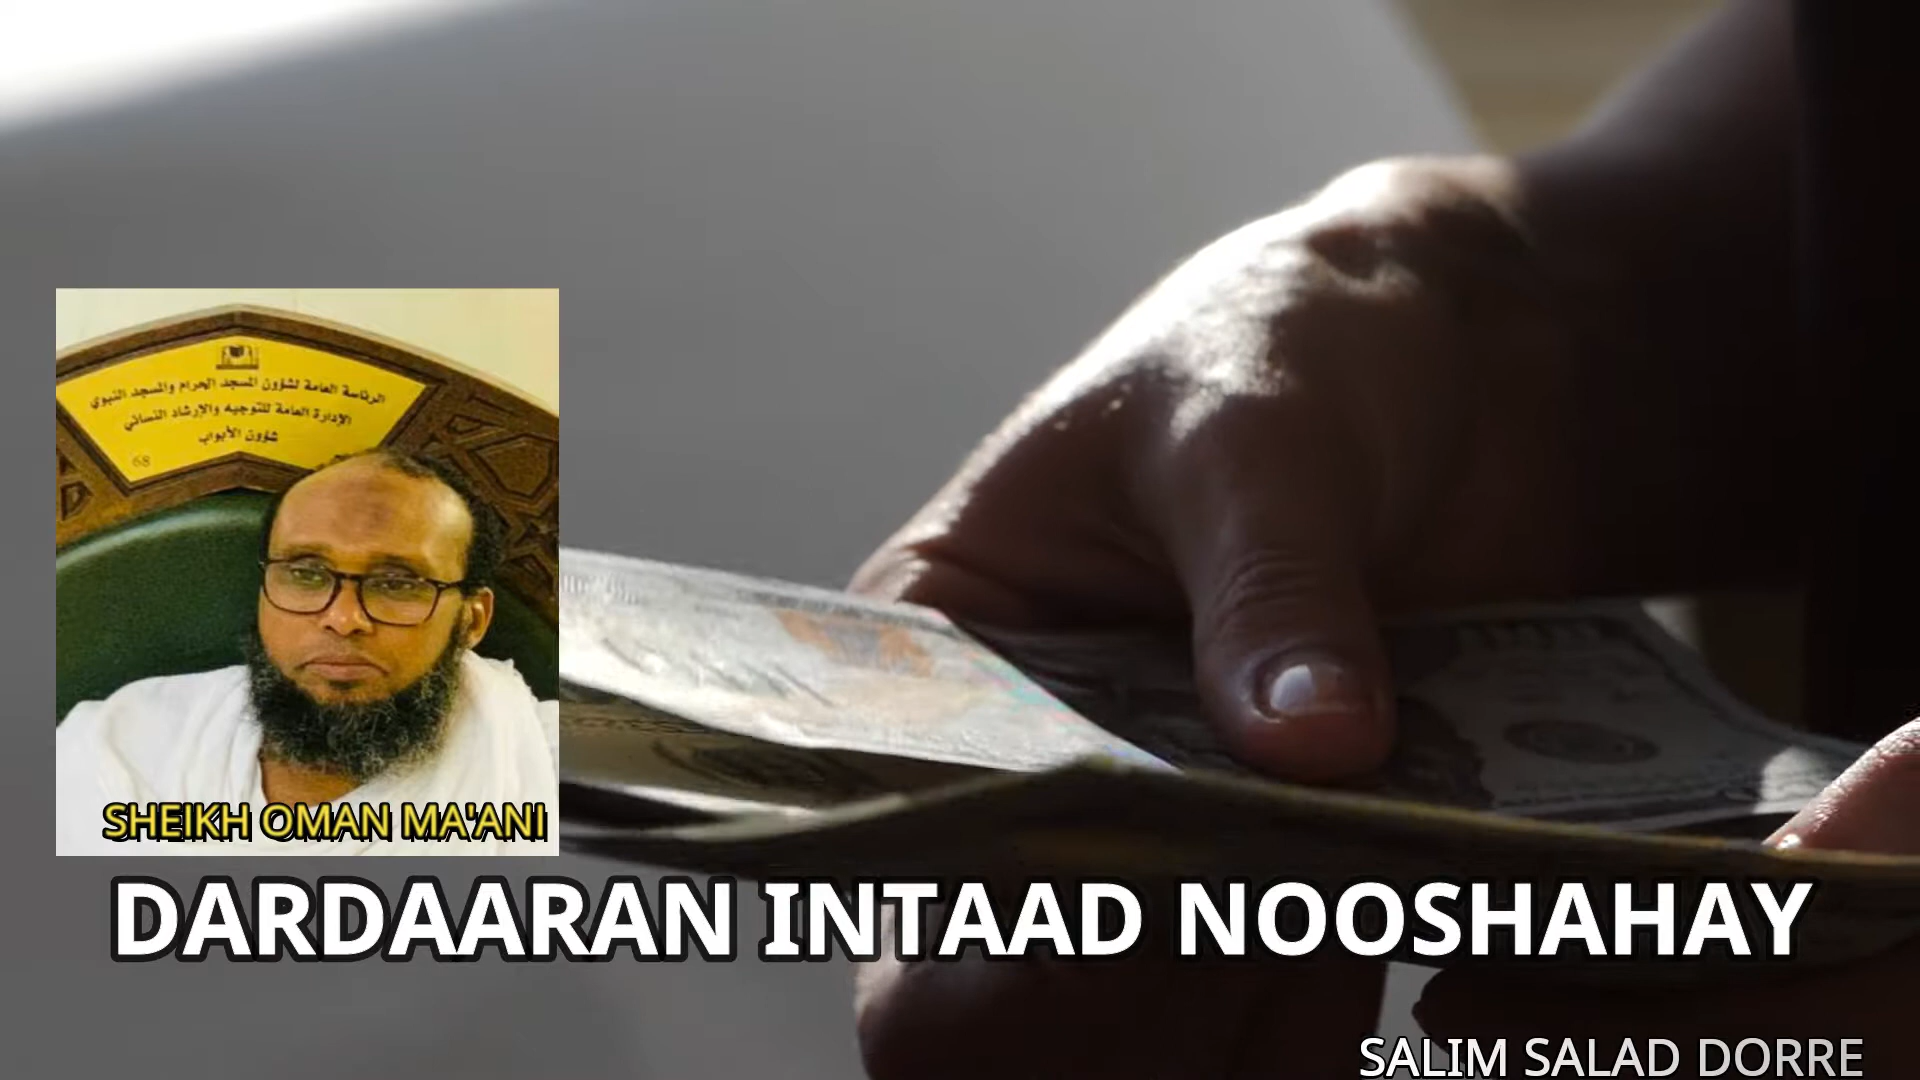 الرئاسة العامة لشؤون المسجد الحرام والمسجد النبوي
الإدارة العامة للتوجيه والإرشاد النسائي
شؤون الأبواب
68
SHEIKH OMAN MA'ANI
DARDAARAN INTAAD NOOSHAHAY
SALIM SALAD DORRE